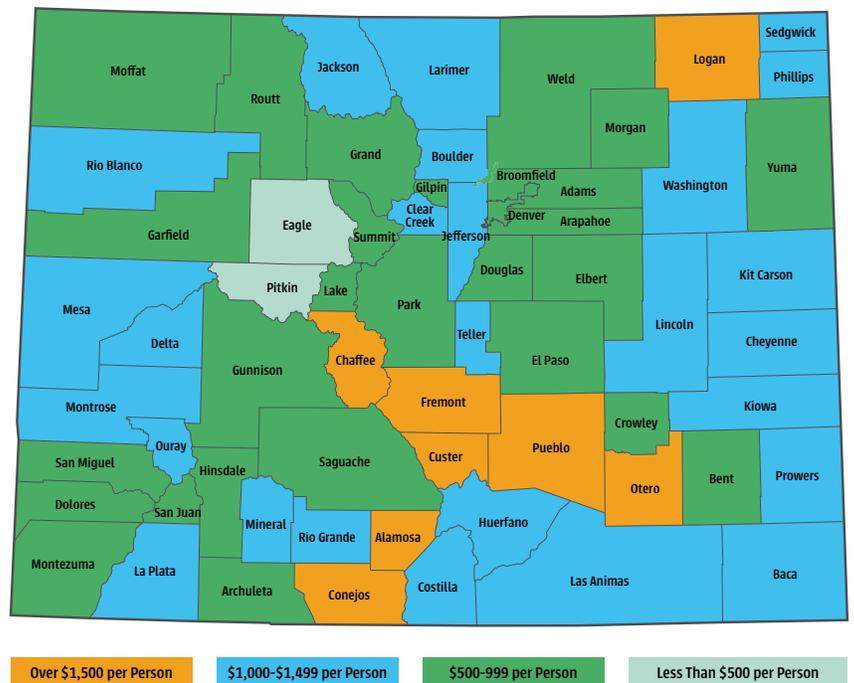 Sedgwick
Logan
Moffat
Jackson
Larimer
Phillips
Weld
Routt
Morgan
Grand
Boulder
Rio Blanco
Yuma
Broomfield
Washington
Gilpin
Adams
Clear
Creek
Denver
Arapahoe
Eagle
Garfield
Summit
Jefferson
Douglas
Kit Carson
Elbert
Pitkin
Lake
Park
Mesa
Lincoln
Teller
Cheyenne
Delta
Chaffee
El Paso
Gunnison
Fremont
Montrose
Kiowa
Crowley
Ouray
Pueblo
Custer
San Miguel
Saguache
Hinsdale
Prowers
Bent
Otero
Dolores
San Juan
Mineral
Huerfano
Rio Grande
Alamosa
Montezuma
La Plata
Baca
Las Animas
Costilla
Archuleta
Conejos
Over $1,500 per Person
$1,000-$1,499 per Person
$500-999 per Person
Less Than $500 per Person